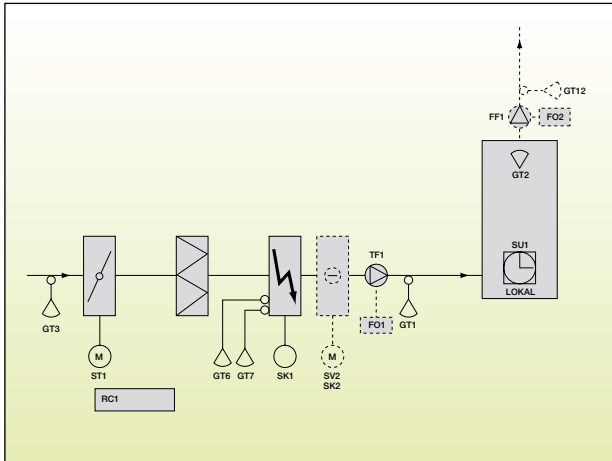 GT12
FF1
FO2
GT2
SU1
LOKAL
TF1
GT3
FO1
GT1
M
ST1
GT6
GT7
SK1
M
SV2
SK2
RC1